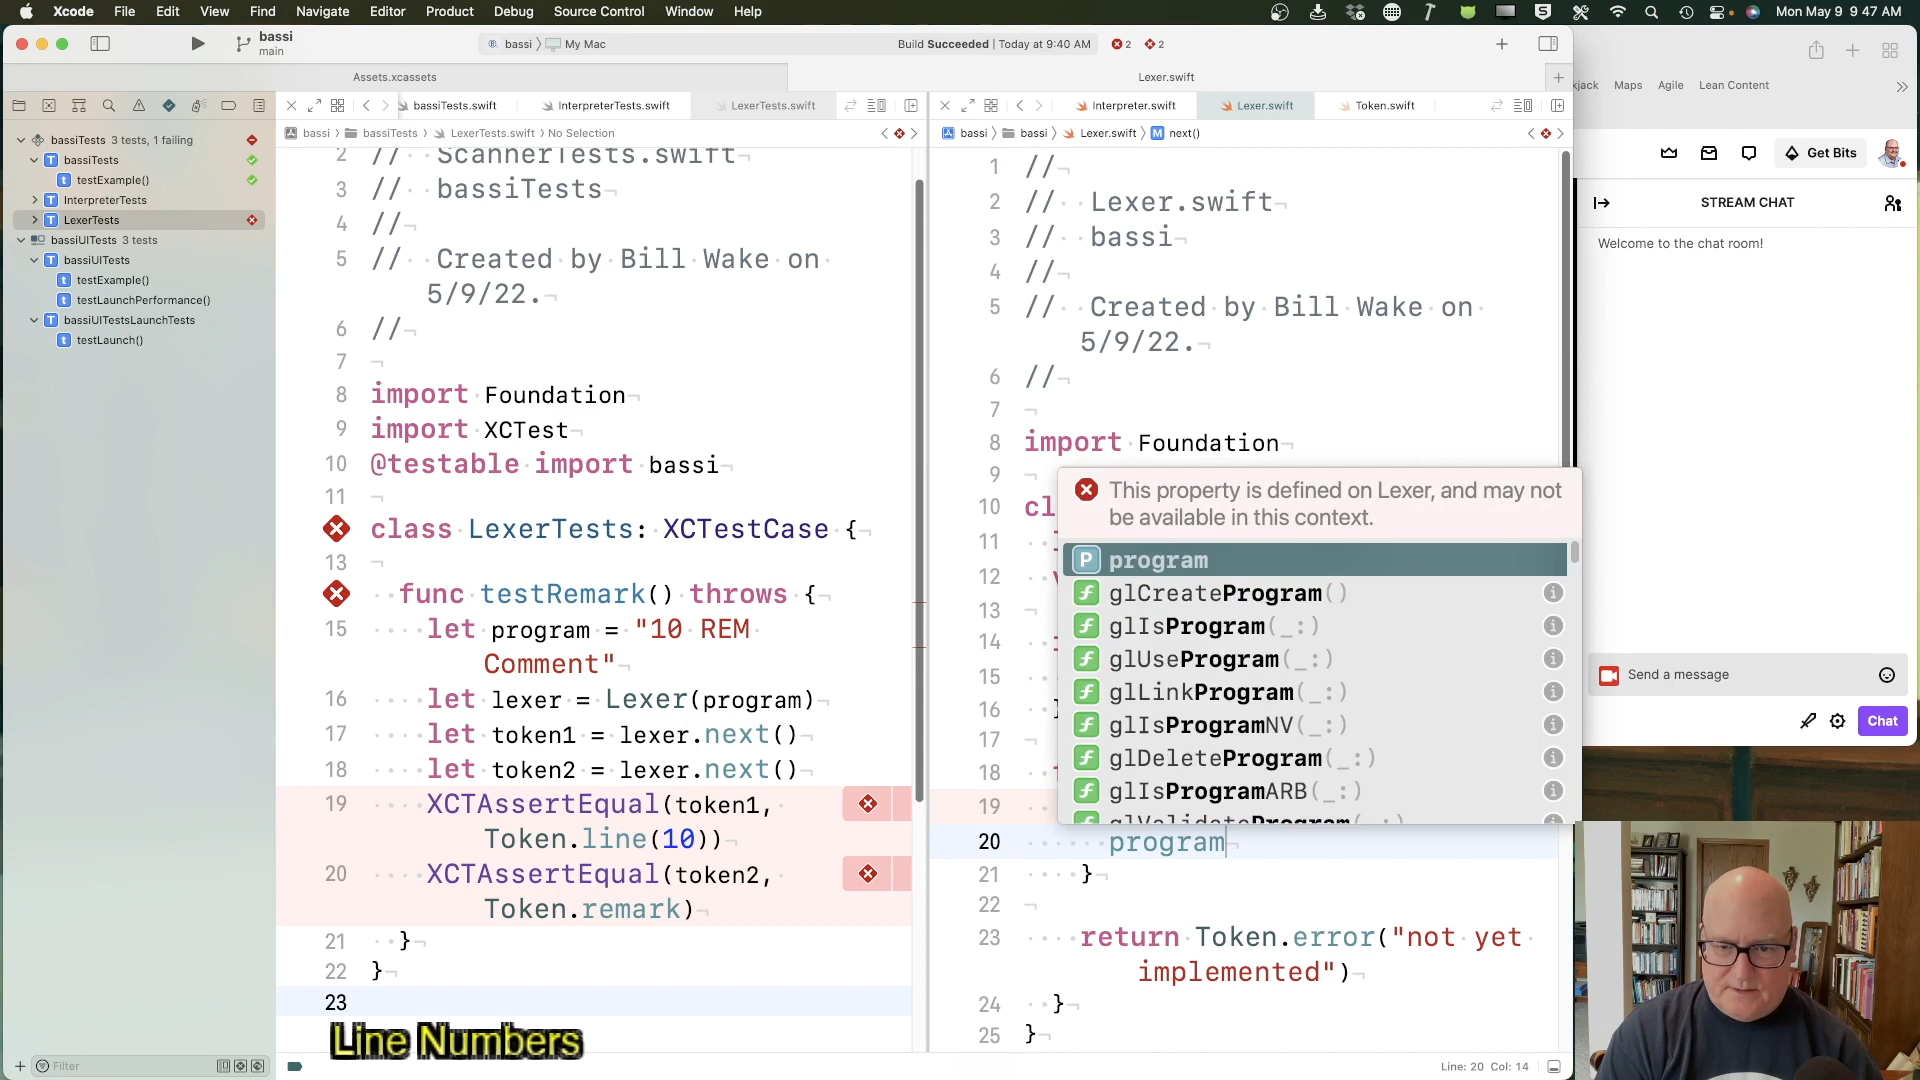 Xcode File Edit View Find Navigate Editor Product Debug Source Control Window Help
Mon May 9 9:47 AM
bassi
main
bassi
My Mac
Build Succeeded | Today at 9:40 AM
2
2
Assets.xcassets
Lexer.swift
bassiTests.swift
InterpreterTests.swift
LexerTests.swift
Interpreter.swift
Lexer.swift
Token.swift
bassi
bassiTests
LexerTests.swift
No Selection
bassi
bassi
Lexer.swift
M next()
bassiTests 3 tests, 1 failing
T bassiTests
t testExample()
T InterpreterTests
T LexerTests
bassiUITests 3 tests
T bassiUITests
t testExample()
t testLaunchPerformance()
T bassiUITestsLaunchTests
t testLaunch()
Filter
2 // ScannerTests.swift
3 // bassiTests
4 //
5 // Created by Bill Wake on
5/9/22.
6 //
7
8 import Foundation
9 import XCTest
10 @testable import bassi
11
class LexerTests: XCTestCase {
13
func testRemark() throws {
15 let program = "10 REM
Comment"
16 let lexer = Lexer(program)
17 let token1 = lexer.next()
18 let token2 = lexer.next()
19 XCTAssertEqual(token1,
Token.line(10))
20 XCTAssertEqual(token2,
Token.remark)
21 }
22 }
23
Line Numbers
1 //
2 // Lexer.swift
3 // bassi
4 //
5 // Created by Bill Wake on
5/9/22.
6 //
7
8 import Foundation
9
10 cl
11
12
13
14
15
16
17
18
19
20 program
21 }
22
23 return Token.error("not yet
implemented")
24 }
25 }
This property is defined on Lexer, and may not
be available in this context.
P program
f glCreateProgram()
f glIsProgram(_:)
f glUseProgram(_:)
f glLinkProgram(_:)
f glIsProgramNV(_:)
f glDeleteProgram(_:)
f glIsProgramARB(_:)
f glValidateProgram(_:)
Line: 20 Col: 14
kjack Maps Agile Lean Content
Get Bits
STREAM CHAT
Welcome to the chat room!
Send a message
Chat